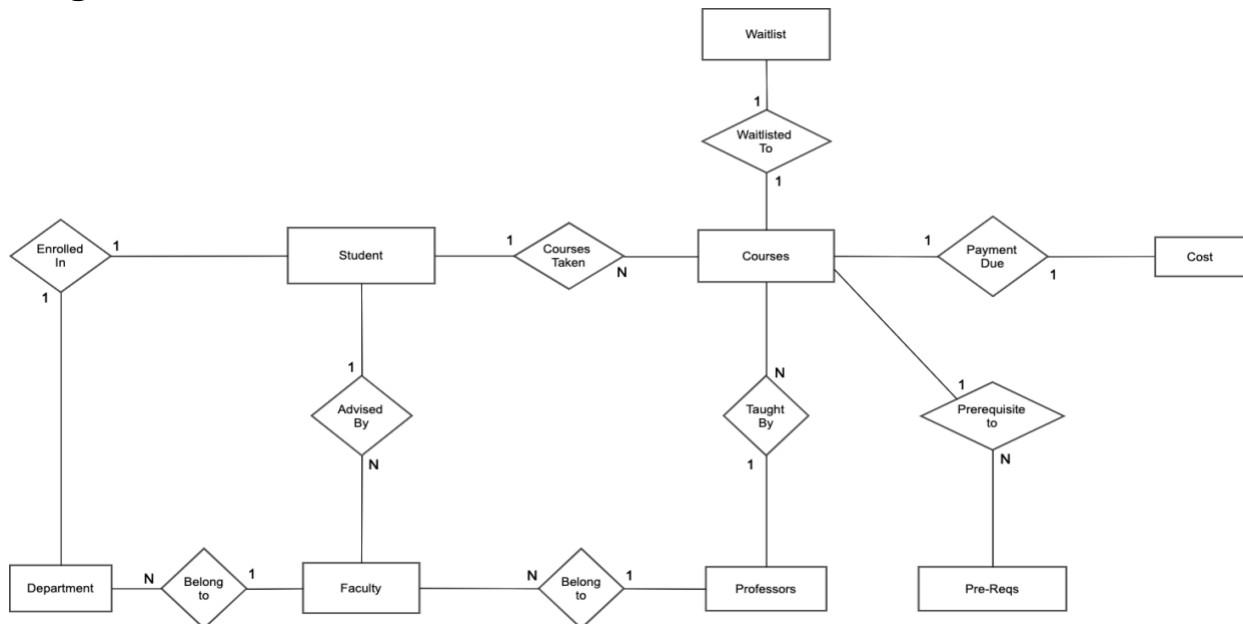 Waitlist
1
Waitlisted
To
1
Enrolled
In
1
1
Student
1
Courses
Taken
N
Courses
1
Payment
Due
1
Cost
1
Advised
By
N
N
Taught
By
1
1
Prerequisite
to
N
Department
N
Belong
to
1
Faculty
N
Belong
to
1
Professors
Pre-Reqs